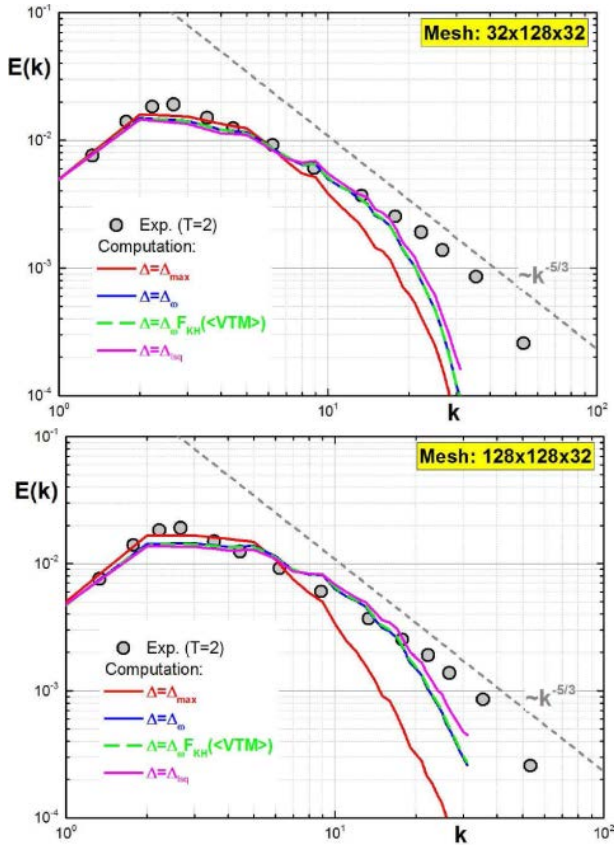 10⁻¹
Mesh: 32x128x32
E(k)
10⁻²
Exp. (T=2)
Computation:
10⁻³
Δ=Δmax
~k⁻⁵/³
Δ=Δω
Δ=ΔωFKH(<VTM>)
Δ=Δlsq
10⁻⁴
10⁰ 10¹ k 10²
10⁻¹
Mesh: 128x128x32
E(k)
10⁻²
Exp. (T=2)
Computation:
10⁻³
Δ=Δmax
~k⁻⁵/³
Δ=Δω
Δ=ΔωFKH(<VTM>)
Δ=Δlsq
10⁻⁴
10⁰ 10¹ k 10²